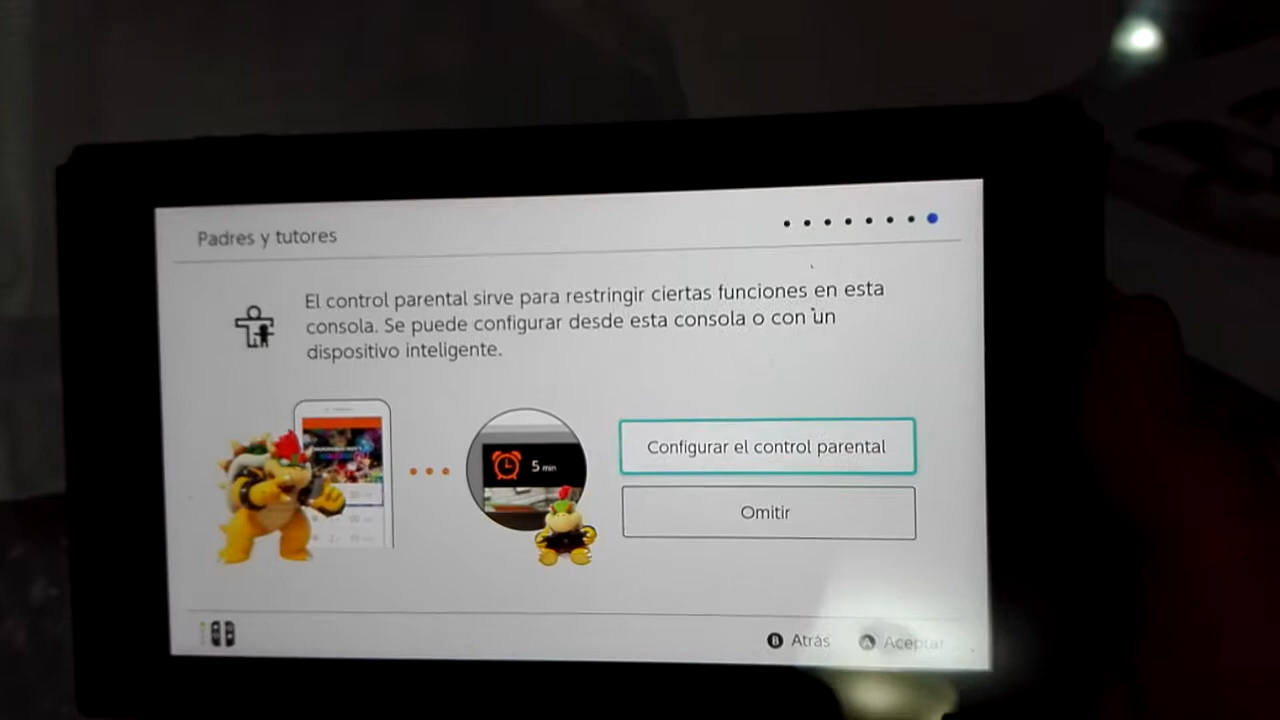 Padres y tutores
El control parental sirve para restringir ciertas funciones en esta
consola. Se puede configurar desde esta consola o con un
dispositivo inteligente.
5 min
Configurar el control parental
Omitir
B Atrás A Aceptar